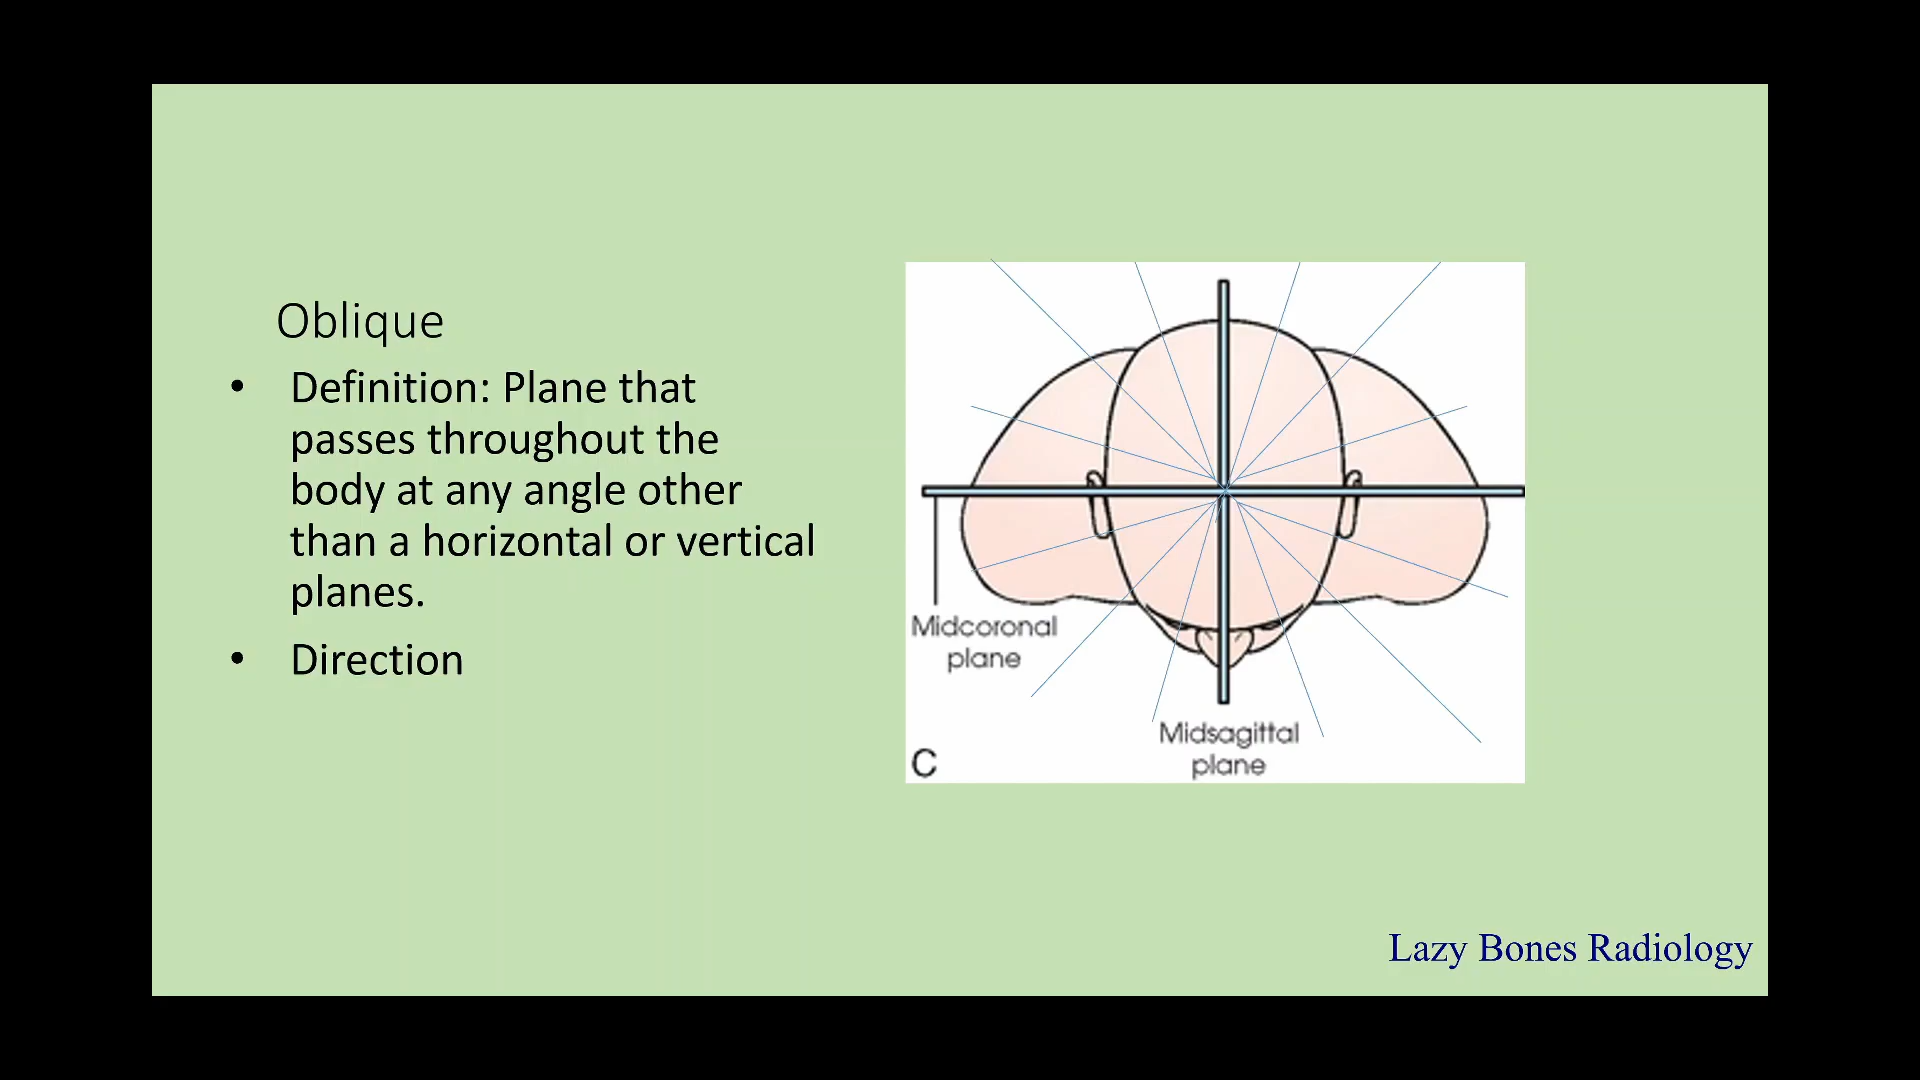 Oblique
• Definition: Plane that
passes throughout the
body at any angle other
than a horizontal or vertical
planes.
• Direction
Midcoronal
plane
Midsagittal
plane
C
Lazy Bones Radiology